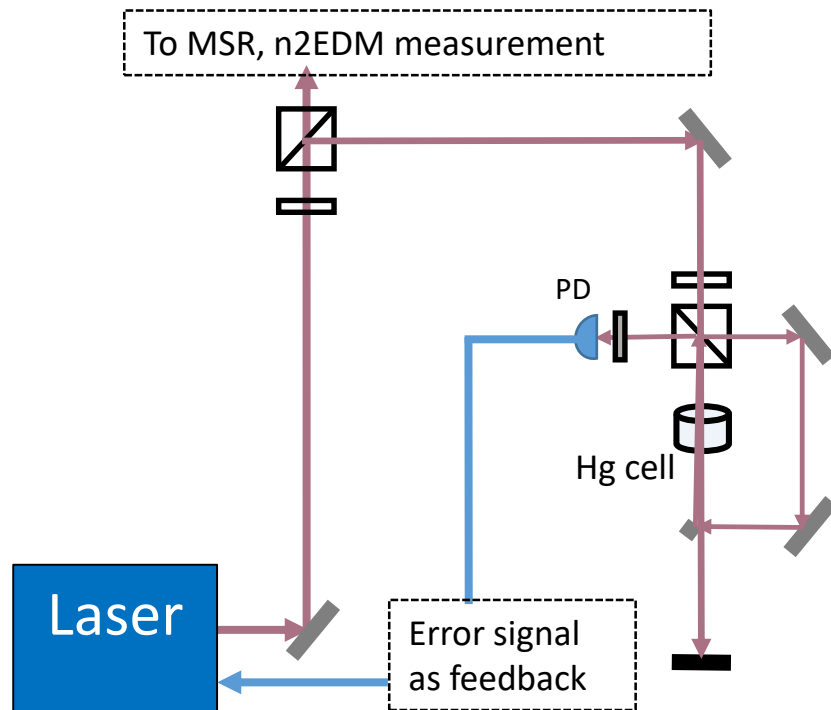 To MSR, n2EDM measurement
PD
Hg cell
Laser
Error signal
as feedback